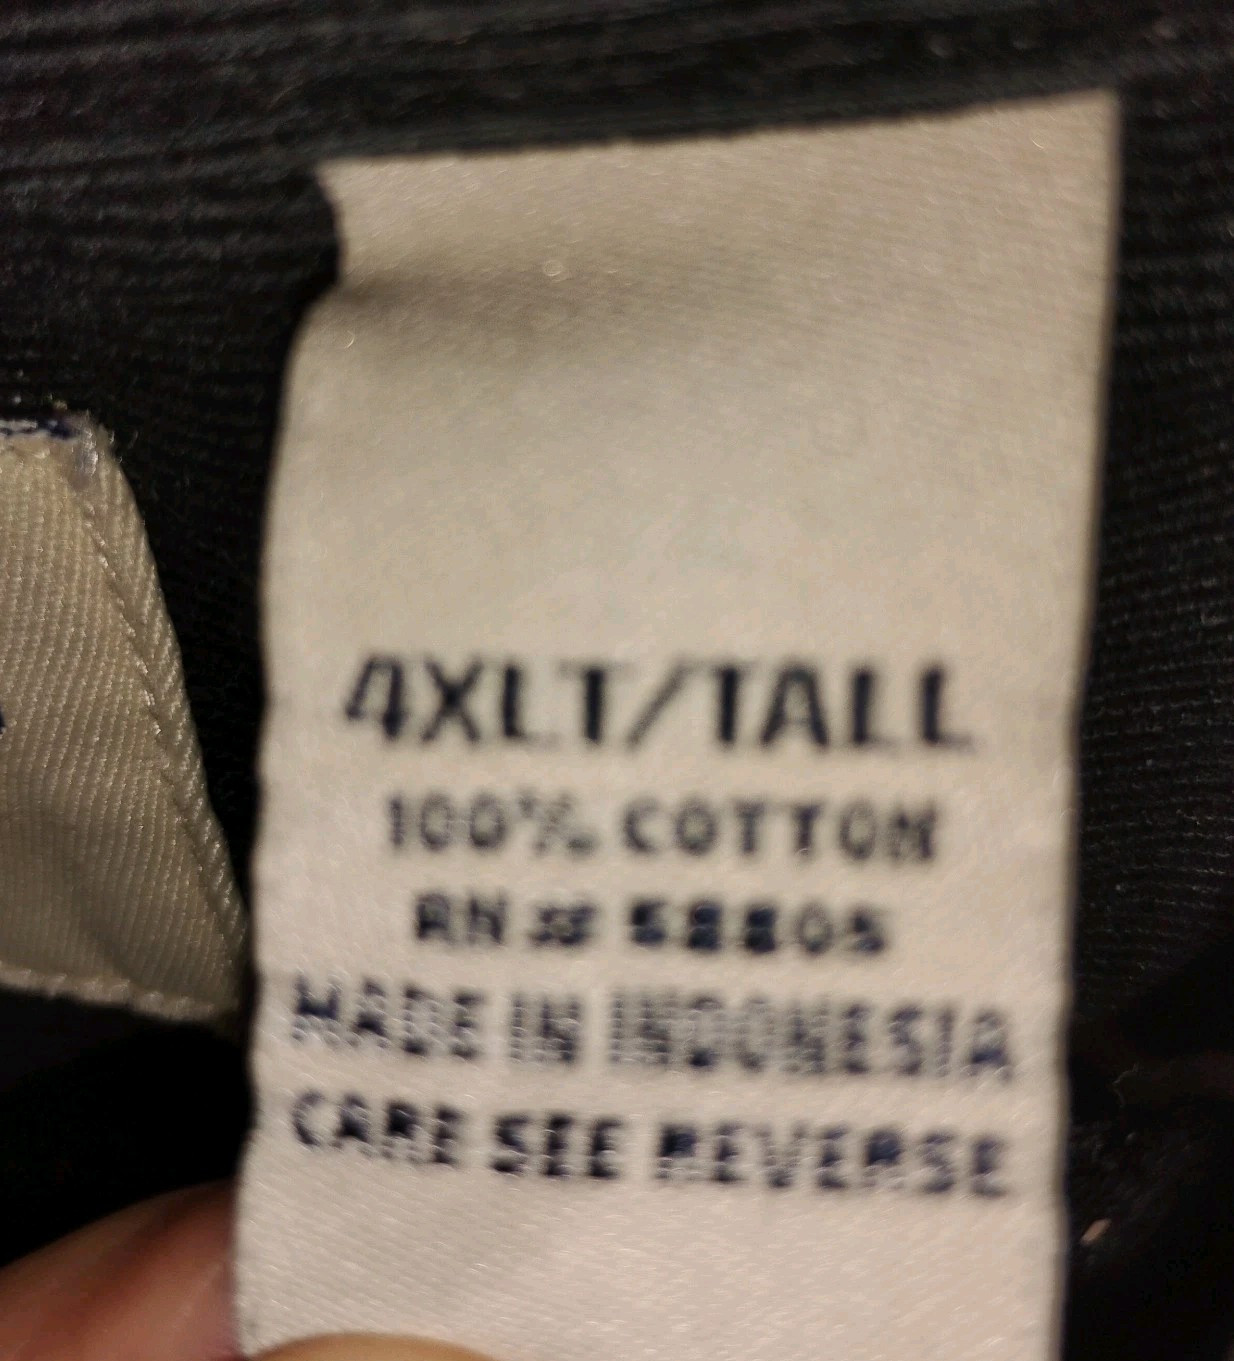 4XLT/TALL
100% COTTON
RN #
MADE IN INDONESIA
CARE SEE REVERSE